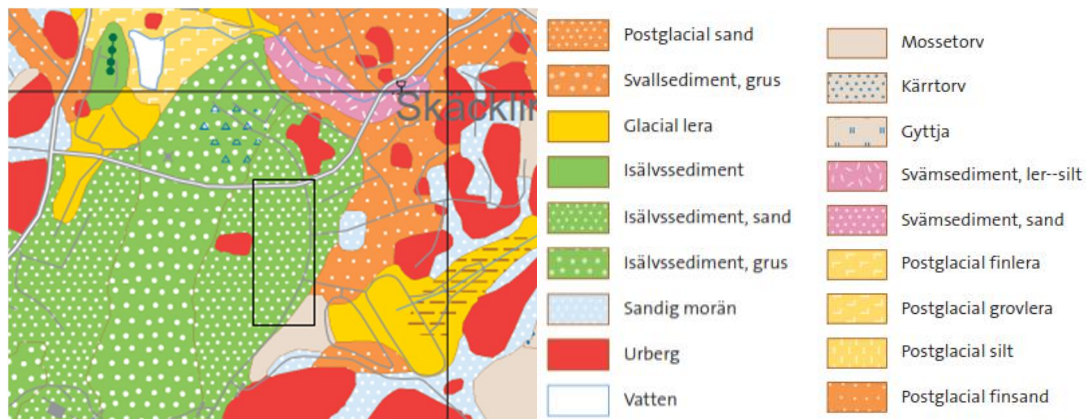 Skäcklin
Postglacial sand
Svallsediment, grus
Glacial lera
Isälvssediment
Isälvssediment, sand
Isälvssediment, grus
Sandig morän
Urberg
Vatten
Mossetorv
Kärrtorv
Gyttja
Svämsediment, ler--silt
Svämsediment, sand
Postglacial finlera
Postglacial grovlera
Postglacial silt
Postglacial finsand